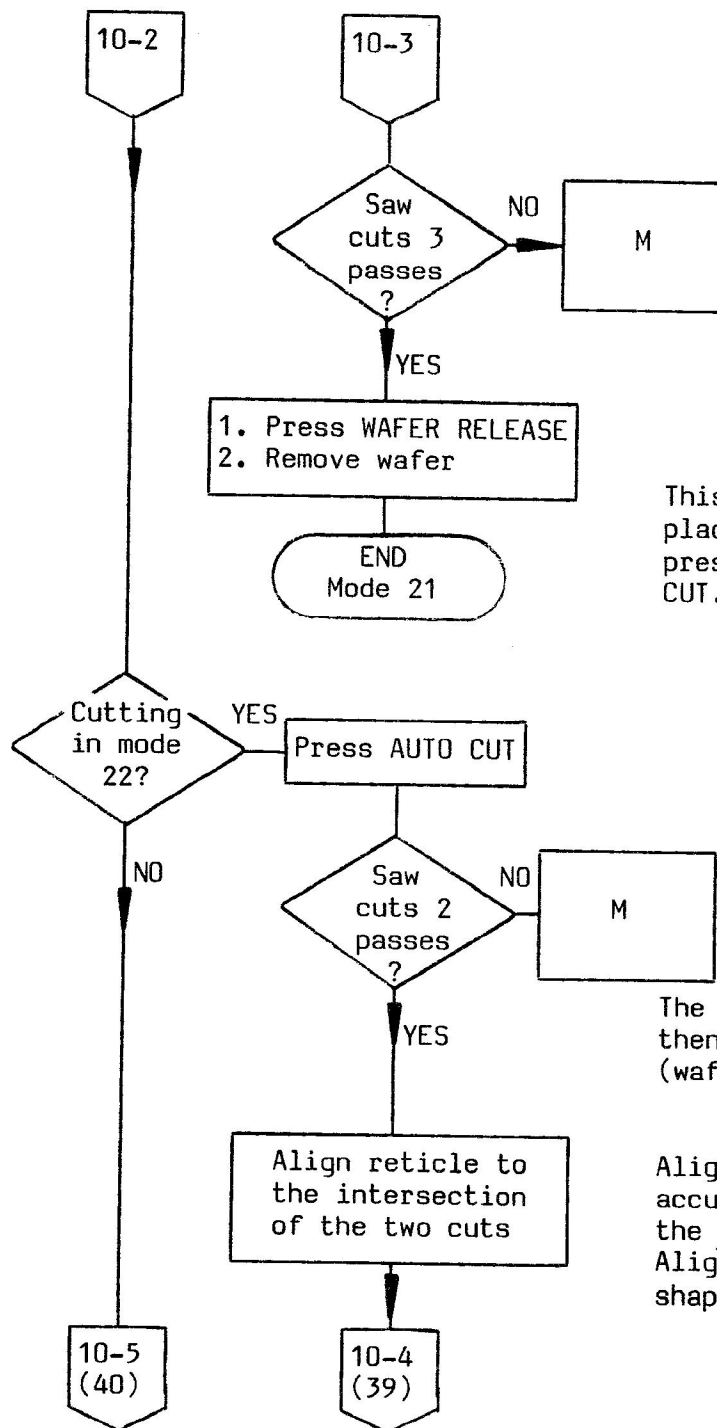 10-2
10-3
Saw
cuts 3
passes
?
NO
M
YES
1. Press WAFER RELEASE
2. Remove wafer
END
Mode 21
This
plac
pres
CUT.
Cutting
in mode
22?
YES
Press AUTO CUT
NO
Saw
cuts 2
passes
?
NO
M
YES
The
then
(waf
Align reticle to
the intersection
of the two cuts
Alig
accu
the
Alig
shap
10-5
(40)
10-4
(39)